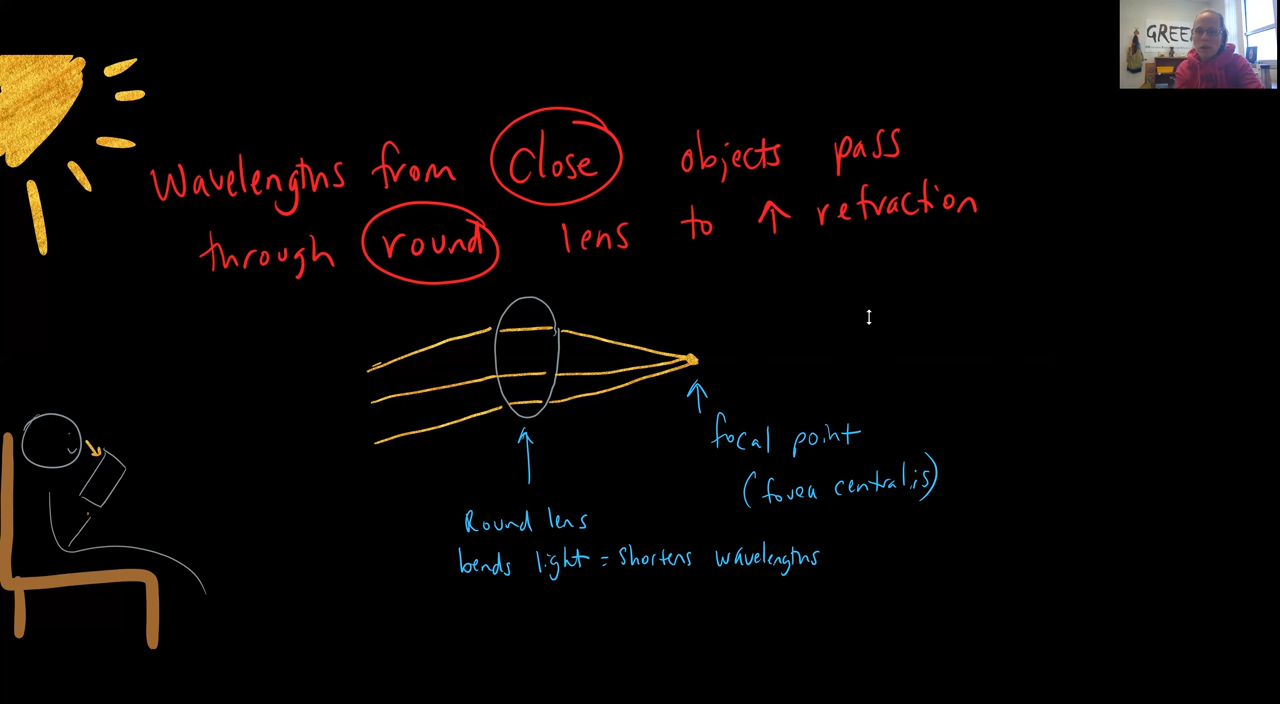 GREE
Wavelengths from Close objects pass
through round lens to ↑ refraction
focal point
(fovea centralis)
Round lens
bends light = shortens wavelengths